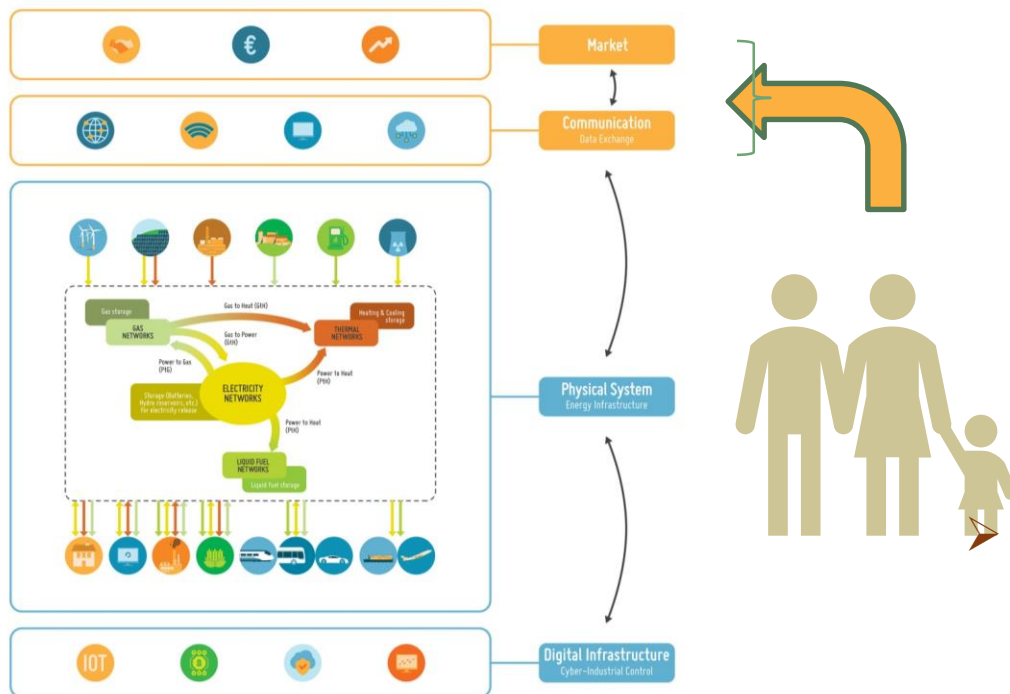 €
Market
Communication
Data Exchange
Gas storage
GAS
NETWORKS
Gas to Heat (GtH)
Heating & Cooling
storage
THERMAL
NETWORKS
Gas to Power
(GtH)
Power to Gas
(PtG)
Power to Heat
(PtH)
ELECTRICITY
NETWORKS
Storage (Batteries,
Hydro reservoirs, etc.)
for electricity release
Power to Heat
(PtH)
LIQUID FUEL
NETWORKS
Liquid fuel storage
Physical System
Energy Infrastructure
IOT
Digital Infrastructure
Cyber-Industrial Control